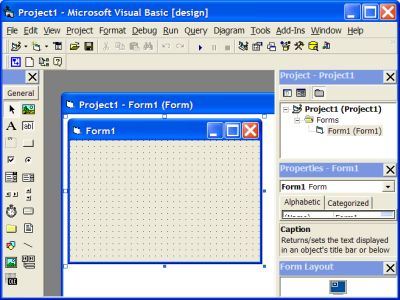 Project1 - Microsoft Visual Basic [design]
File Edit View Project Format Debug Run Query Diagram Tools Add-Ins Window Help
General
A
ab
Project1 - Form1 (Form)
Form1
Project - Project1
Project1 (Project1)
Forms
Form1 (Form1)
Properties - Form1
Form1 Form
Alphabetic Categorized
(Name) Form1
Caption
Returns/sets the text displayed
in an object's title bar or below
Form Layout